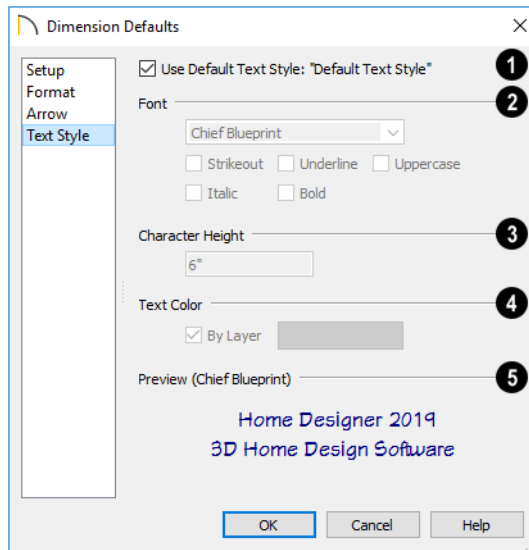 Dimension Defaults
Setup
Format
Arrow
Text Style
Use Default Text Style: "Default Text Style"
1
Font
2
Chief Blueprint
Strikeout Underline Uppercase
Italic Bold
Character Height
3
6"
Text Color
4
By Layer
Preview (Chief Blueprint)
5
Home Designer 2019
3D Home Design Software
OK Cancel Help